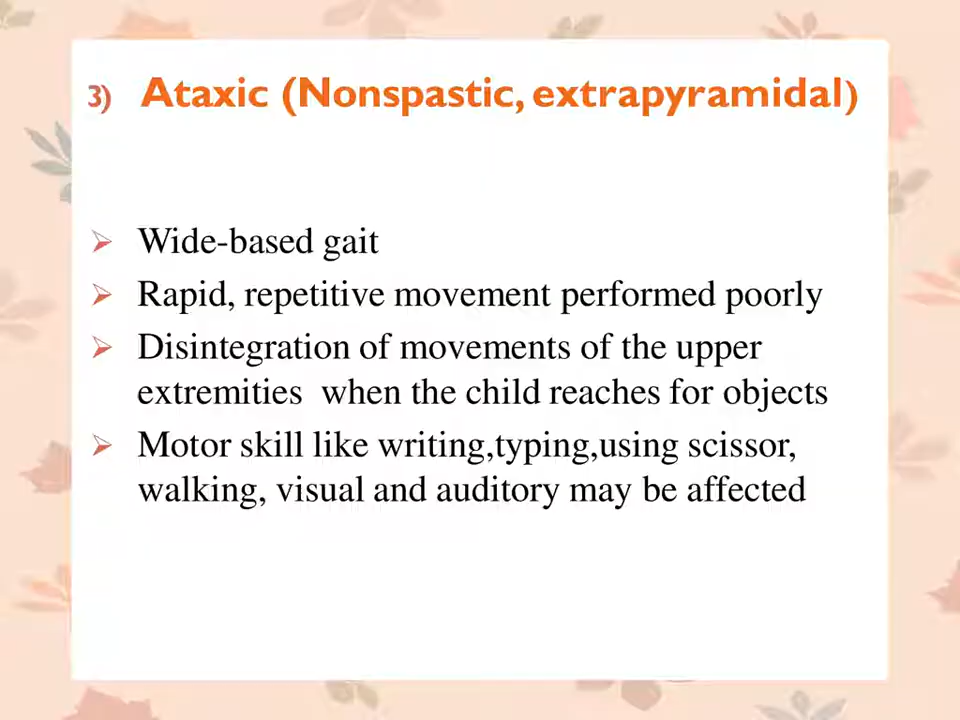 3) Ataxic (Nonspastic, extrapyramidal)
Wide-based gait
Rapid, repetitive movement performed poorly
Disintegration of movements of the upper
extremities when the child reaches for objects
Motor skill like writing,typing,using scissor,
walking, visual and auditory may be affected